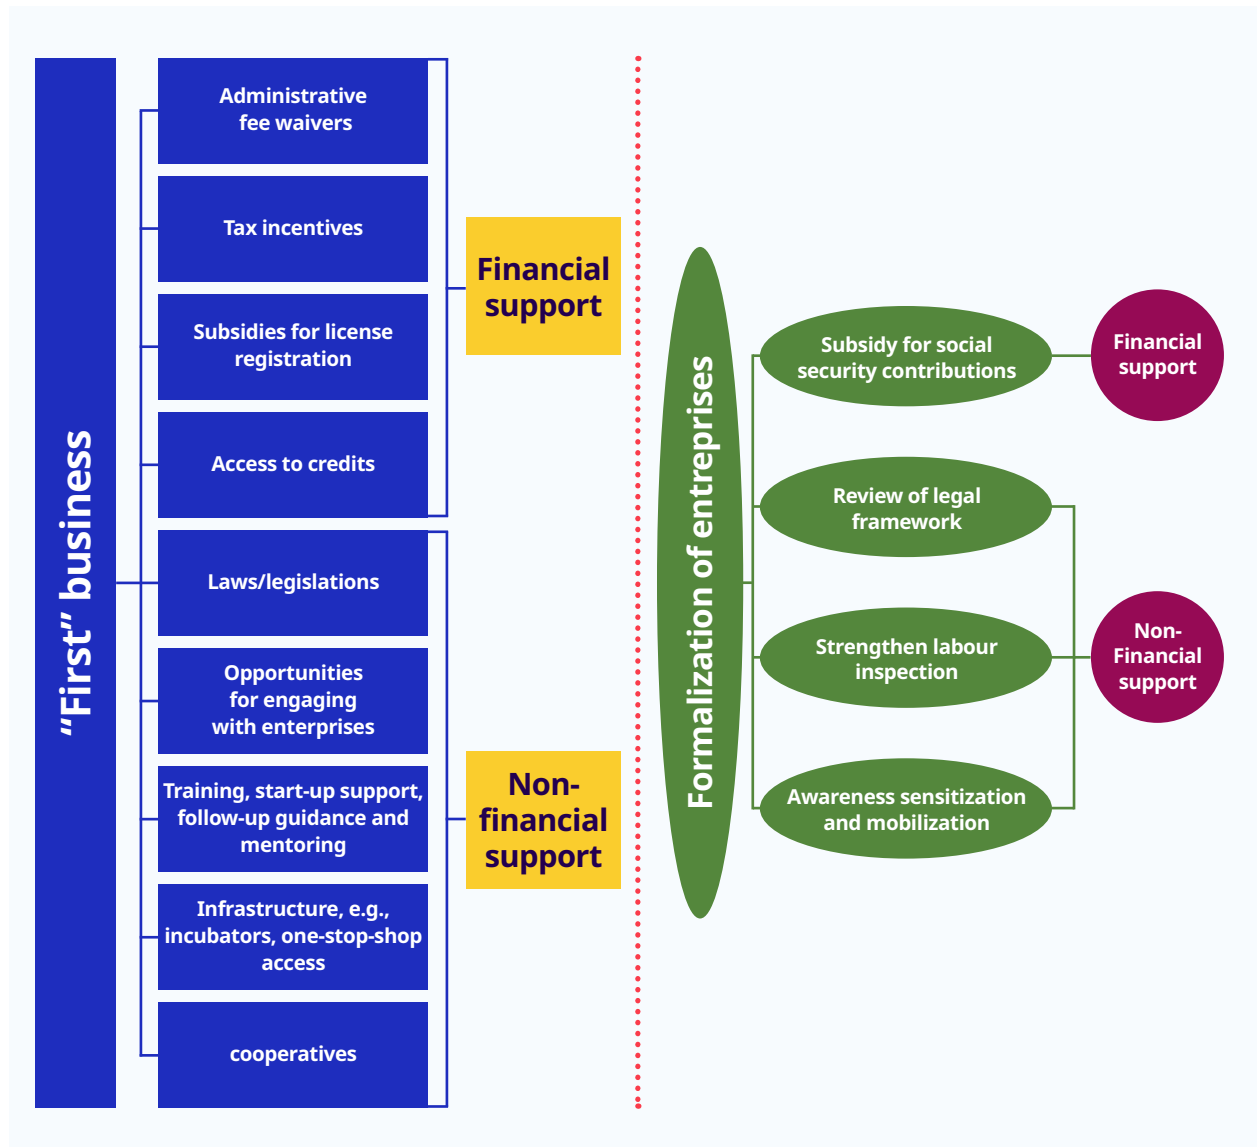 “First” business
Administrative
fee waivers
Tax incentives
Subsidies for license
registration
Access to credits
Laws/legislations
Opportunities
for engaging
with enterprises
Training, start-up support,
follow-up guidance and
mentoring
Infrastructure, e.g.,
incubators, one-stop-shop
access
cooperatives
Financial
support
Non-
financial
support
Formalization of entreprises
Subsidy for social
security contributions
Review of legal
framework
Strengthen labour
inspection
Awareness sensitization
and mobilization
Financial
support
Non-
Financial
support